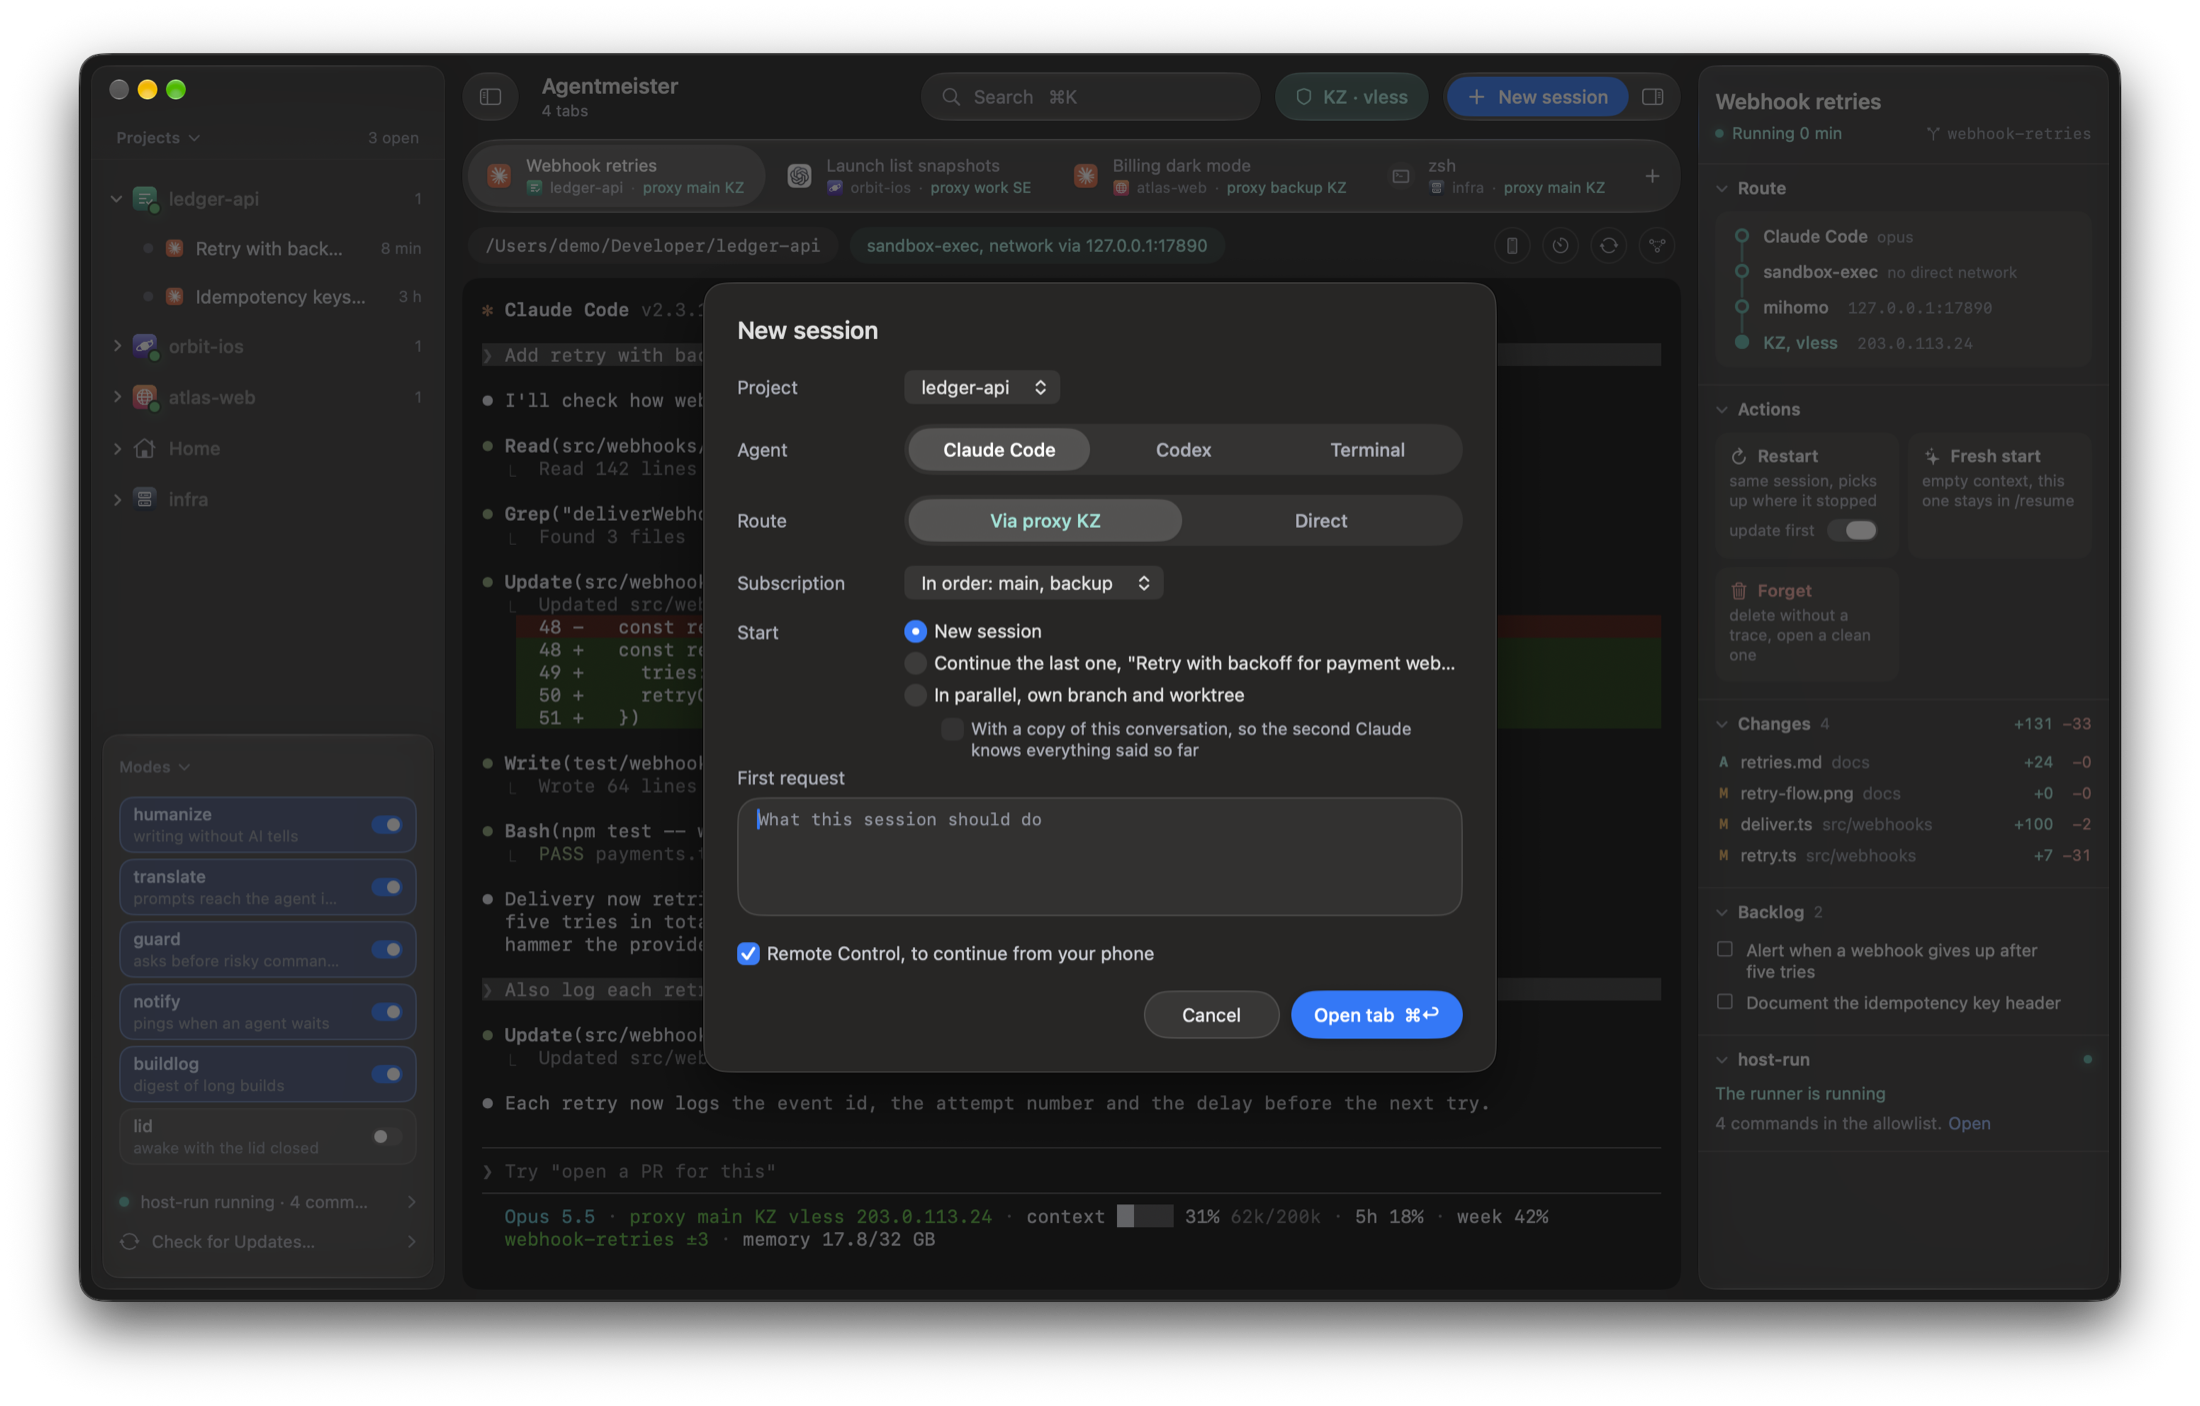 Projects
3 open
ledger-api
1
Retry with back...
8 min
Idempotency keys...
3 h
orbit-ios
1
atlas-web
1
Home
infra
Modes
humanize
writing without AI tells
translate
prompts reach the agent i...
guard
asks before risky comman...
notify
pings when an agent waits
buildlog
digest of long builds
lid
awake with the lid closed
host-run running · 4 comm...
Check for Updates...
Agentmeister
4 tabs
Search ⌘K
KZ · vless
+ New session
Webhook retries
ledger-api · proxy main KZ
Launch list snapshots
orbit-ios · proxy work SE
Billing dark mode
atlas-web · proxy backup KZ
zsh
infra · proxy main KZ
+
/Users/demo/Developer/ledger-api
sandbox-exec, network via 127.0.0.1:17890
* Claude Code v2.3.
❯ Add retry with bac
● I'll check how web
● Read(src/webhooks/
└ Read 142 lines
● Grep("deliverWebho
└ Found 3 files
● Update(src/webhook
└ Updated src/web
48 - const re
48 + const re
49 + tries:
50 + retryO
51 + })
● Write(test/webhook
└ Wrote 64 lines
● Bash(npm test -- w
└ PASS payments.t
● Delivery now retri
five tries in tota
hammer the provide
❯ Also log each retr
● Update(src/webhook
└ Updated src/web
● Each retry now logs the event id, the attempt number and the delay before the next try.
❯ Try "open a PR for this"
Opus 5.5 · proxy main KZ vless 203.0.113.24 · context 31% 62k/200k · 5h 18% · week 42%
webhook-retries ±3 · memory 17.8/32 GB
New session
Project
ledger-api
Agent
Claude Code
Codex
Terminal
Route
Via proxy KZ
Direct
Subscription
In order: main, backup
Start
New session
Continue the last one, "Retry with backoff for payment web...
In parallel, own branch and worktree
With a copy of this conversation, so the second Claude
knows everything said so far
First request
What this session should do
Remote Control, to continue from your phone
Cancel
Open tab ⌘↩
Webhook retries
Running 0 min
webhook-retries
Route
Claude Code opus
sandbox-exec no direct network
mihomo 127.0.0.1:17890
KZ, vless 203.0.113.24
Actions
Restart
same session, picks
up where it stopped
update first
Fresh start
empty context, this
one stays in /resume
Forget
delete without a
trace, open a clean
one
Changes 4
+131 −33
A retries.md docs +24 −0
M retry-flow.png docs +0 −0
M deliver.ts src/webhooks +100 −2
M retry.ts src/webhooks +7 −31
Backlog 2
Alert when a webhook gives up after
five tries
Document the idempotency key header
host-run
The runner is running
4 commands in the allowlist. Open